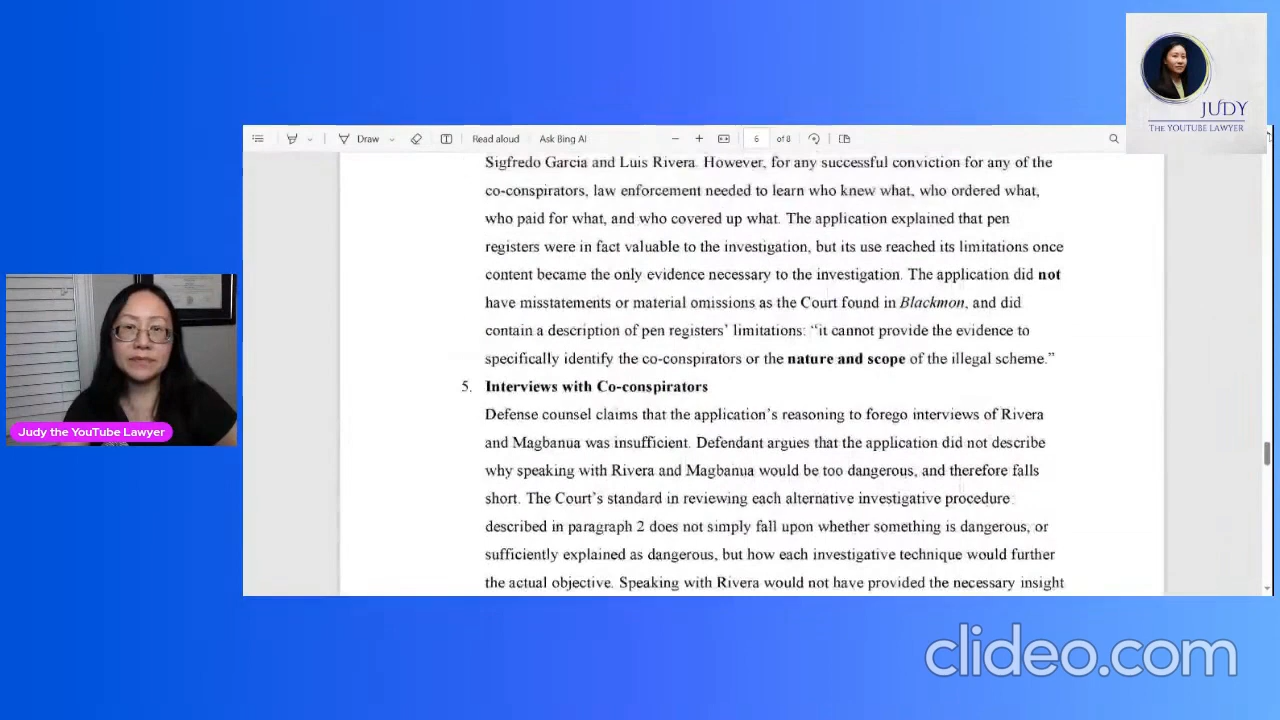 JUDY
THE YOUTUBE LAWYER
Draw
Read aloud
Ask Bing AI
6
of 8
Sigfredo Garcia and Luis Rivera. However, for any successful conviction for any of the
co-conspirators, law enforcement needed to learn who knew what, who ordered what,
who paid for what, and who covered up what. The application explained that pen
registers were in fact valuable to the investigation, but its use reached its limitations once
content became the only evidence necessary to the investigation. The application did not
have misstatements or material omissions as the Court found in Blackmon, and did
contain a description of pen registers' limitations: “it cannot provide the evidence to
specifically identify the co-conspirators or the nature and scope of the illegal scheme.”
5. Interviews with Co-conspirators
Defense counsel claims that the application's reasoning to forego interviews of Rivera
and Magbanua was insufficient. Defendant argues that the application did not describe
why speaking with Rivera and Magbanua would be too dangerous, and therefore falls
short. The Court's standard in reviewing each alternative investigative procedure
described in paragraph 2 does not simply fall upon whether something is dangerous, or
sufficiently explained as dangerous, but how each investigative technique would further
the actual objective. Speaking with Rivera would not have provided the necessary insight
Judy the YouTube Lawyer
clideo.com